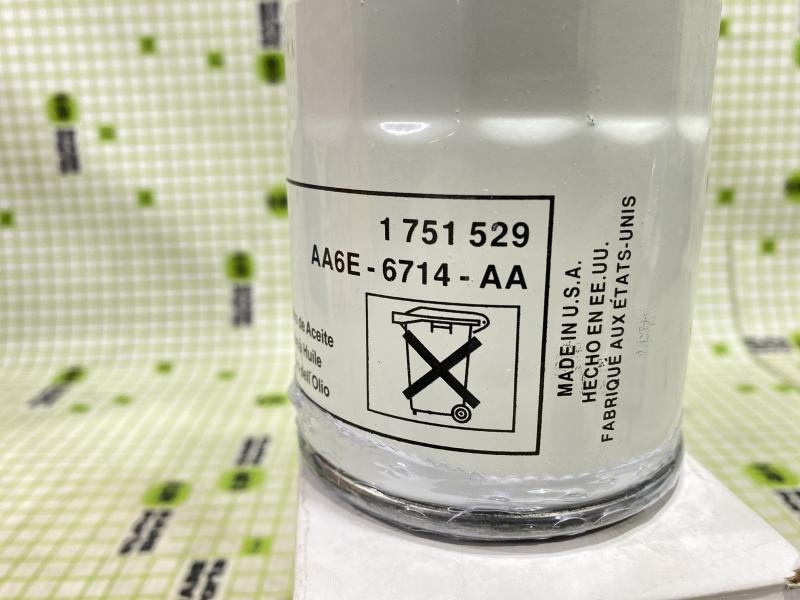 1 751 529
AA6E - 6714 - AA
de Aceite
à Huile
dell'Olio
MADE IN U.S.A.
HECHO EN EE.UU.
FABRIQUÉ AUX ÉTATS-UNIS